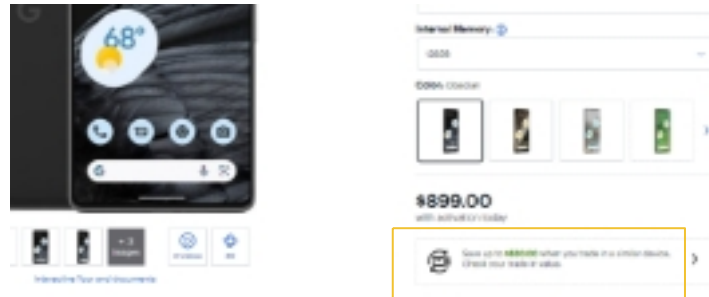 68°
Internal Memory:
Color: Obsidian
$899.00
with activation today
+ 3
Images
Save up to when you trade in a similar device.
Check your trade-in value.
Interactive Tour and documents